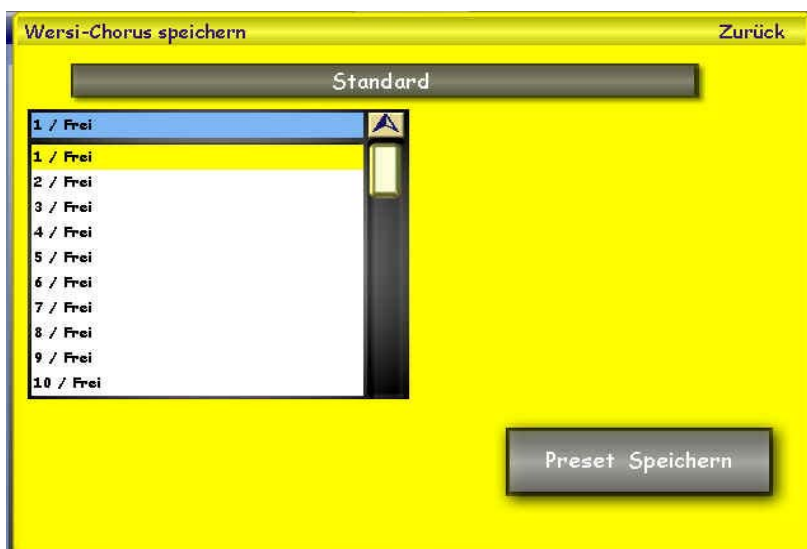 Wersi-Chorus speichern Zurück
Standard
1 / Frei
1 / Frei
2 / Frei
3 / Frei
4 / Frei
5 / Frei
6 / Frei
7 / Frei
8 / Frei
9 / Frei
10 / Frei
Preset Speichern